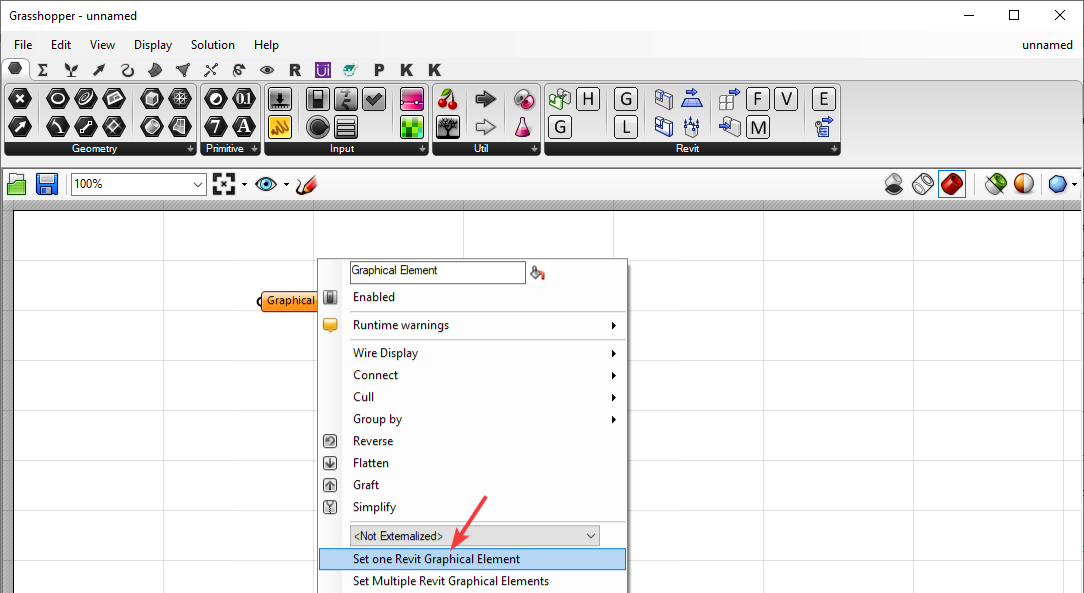 Grasshopper - unnamed
File Edit View Display Solution Help unnamed
Σ R Ui P K K
0.1 H G F V E
7 A G L M
Geometry Primitive Input Util Revit
100%
Graphical Element
Graphical
Enabled
Runtime warnings
Wire Display
Connect
Cull
Group by
Reverse
Flatten
Graft
Simplify
<Not Externalized>
Set one Revit Graphical Element
Set Multiple Revit Graphical Elements